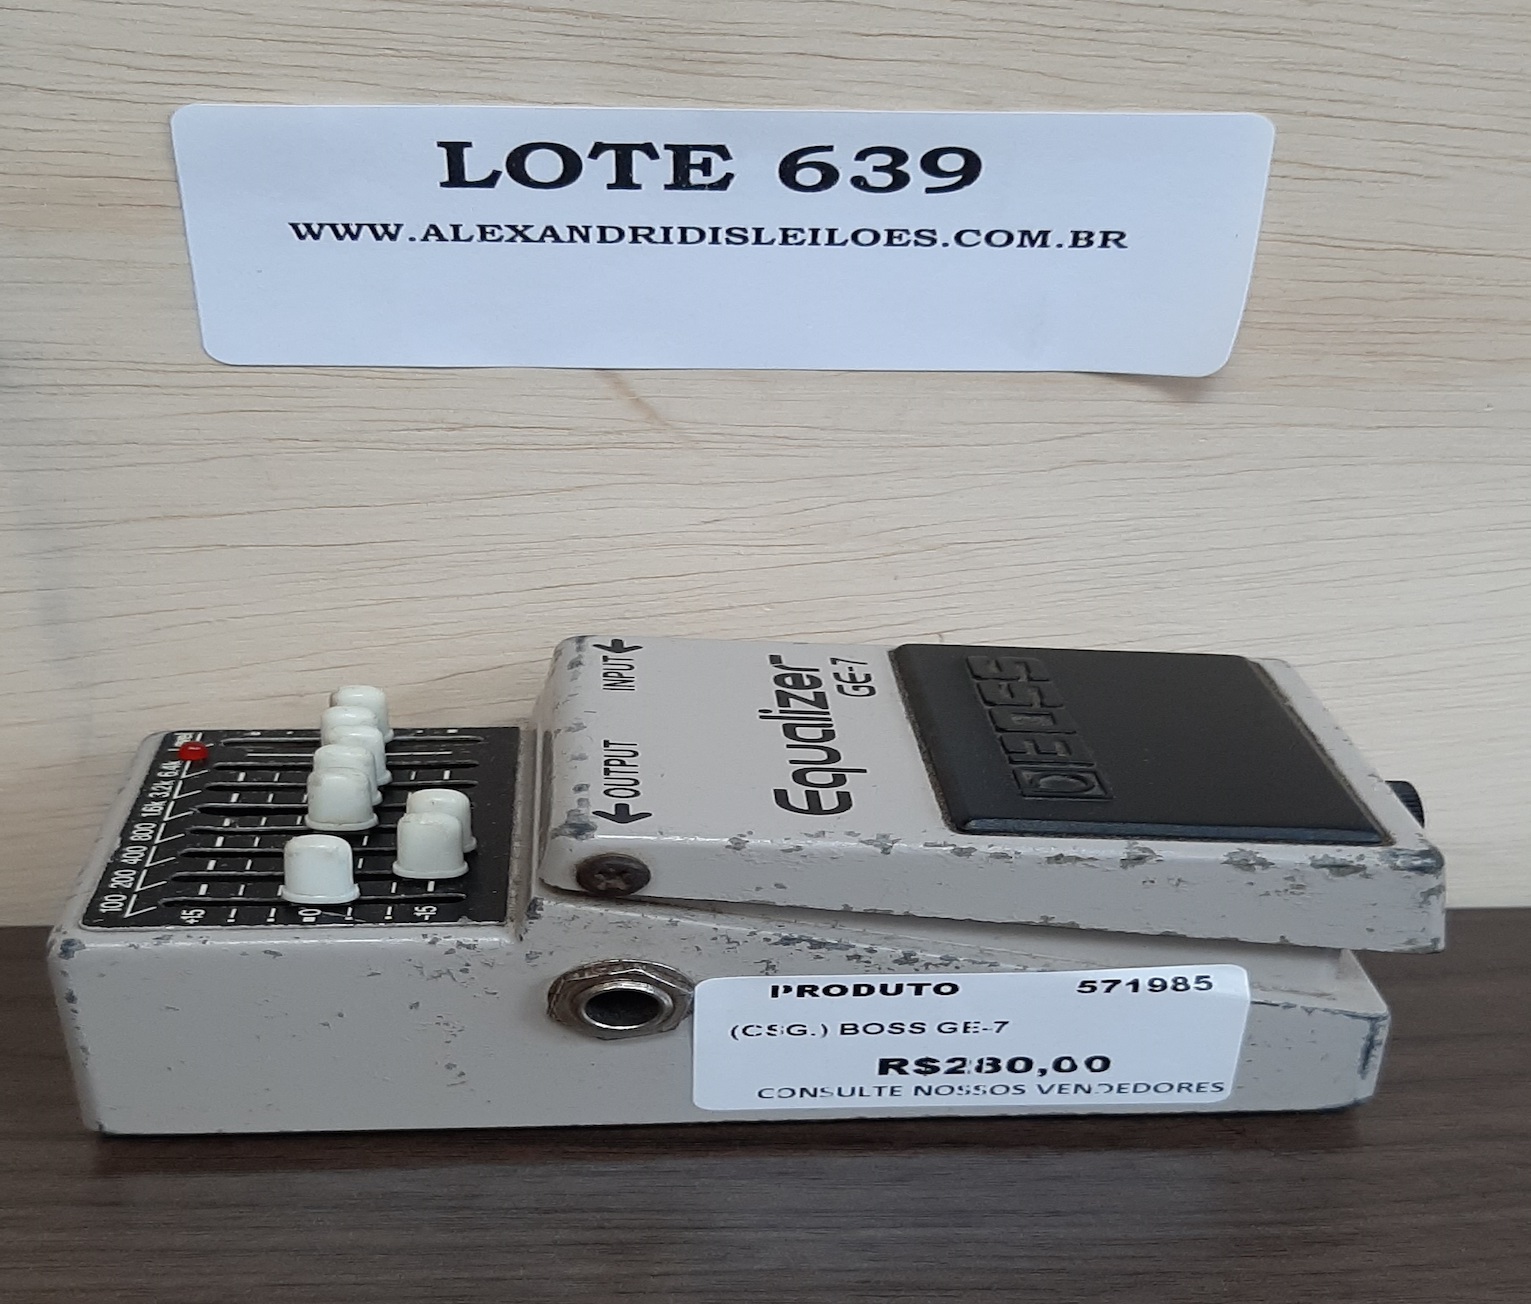 LOTE 639
WWW.ALEXANDRIDISLEILOES.COM.BR
INPUT
OUTPUT
Equalizer
GE-7
BOSS
100 200 400 800 1.6k 3.2k 6.4k
+15
0
-15
PRODUTO 571985
(CSG.) BOSS GE-7
R$280,00
CONSULTE NOSSOS VENDEDORES